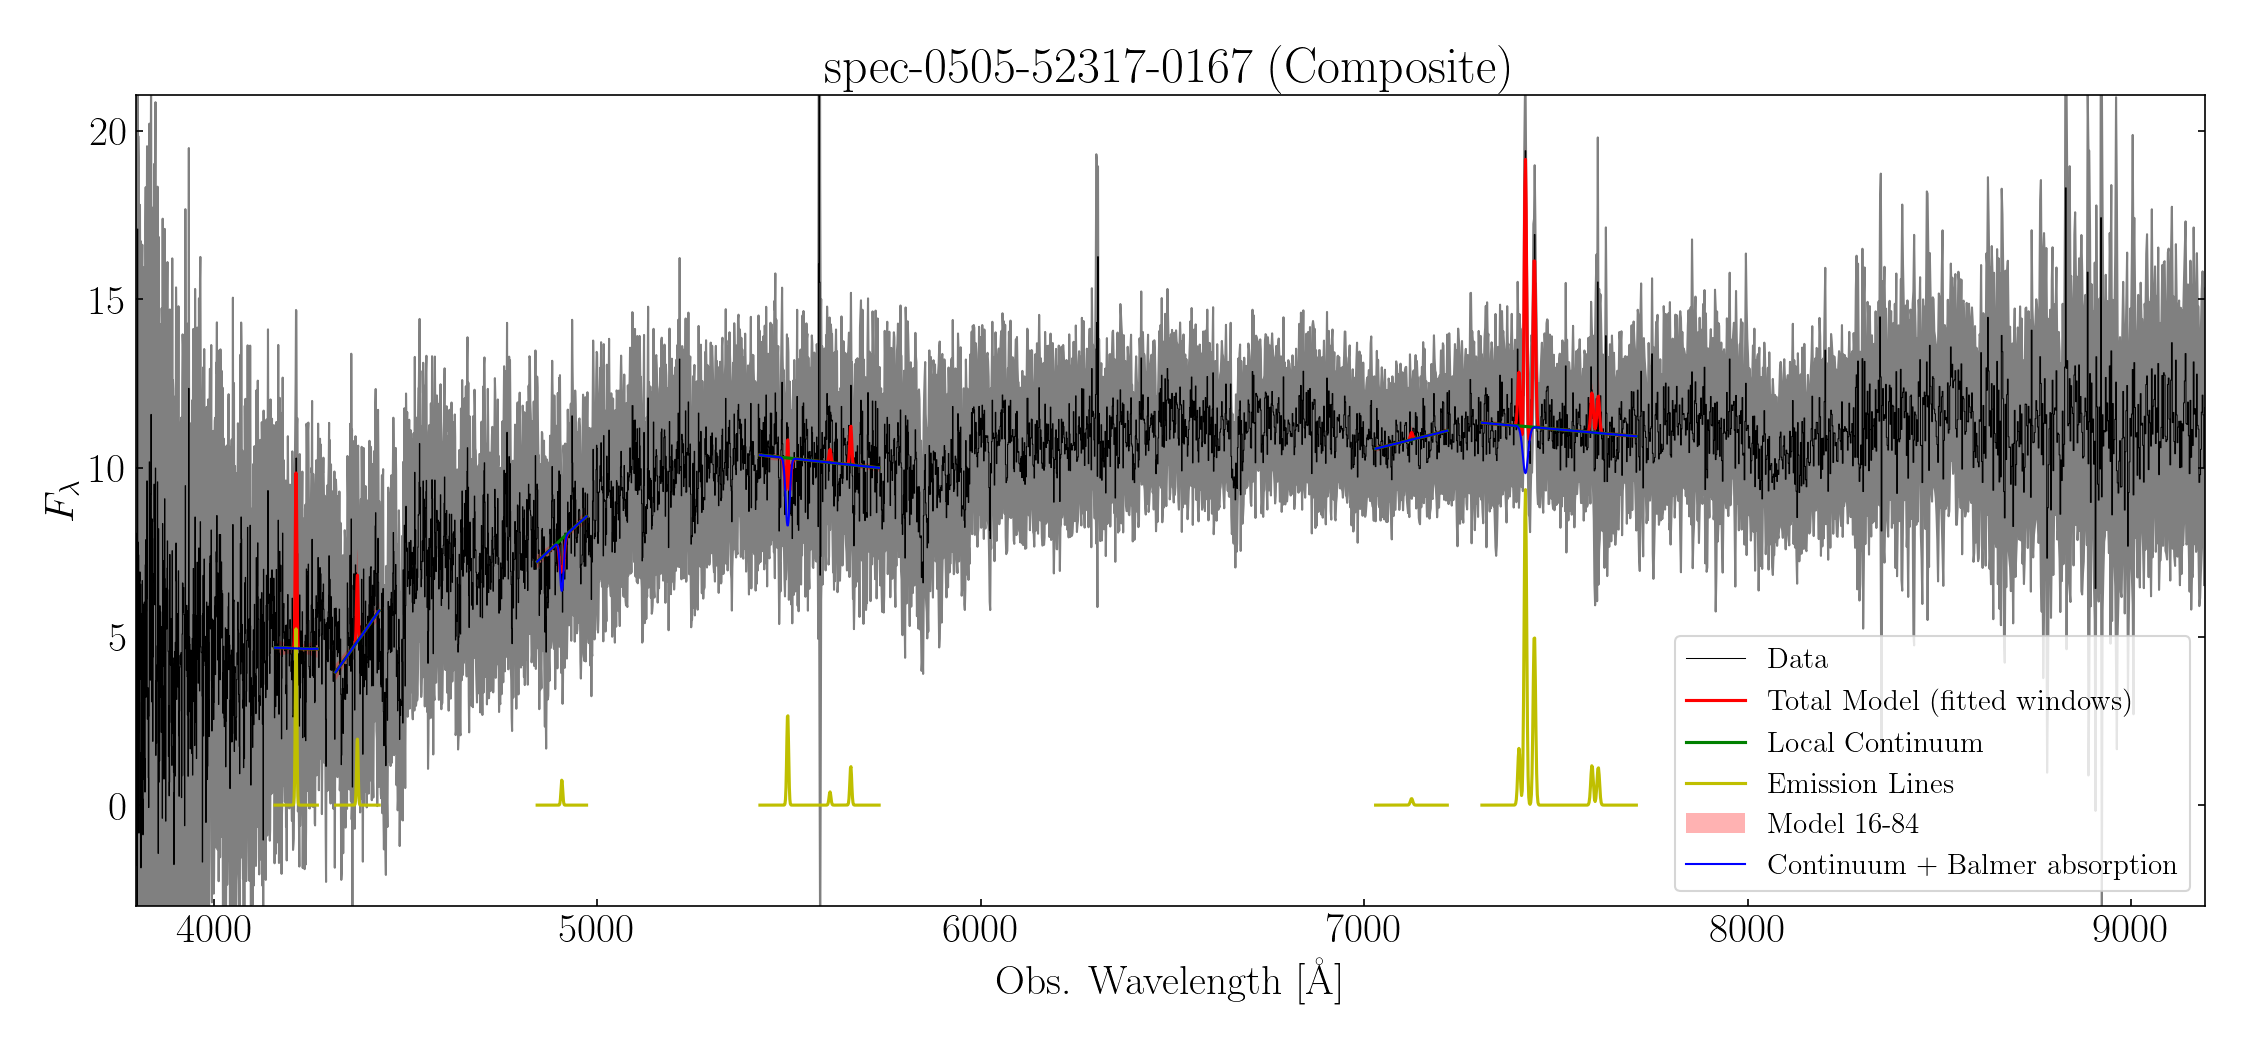 spec-0505-52317-0167 (Composite)
20
15
10
5
0
F_λ
4000 5000 6000 7000 8000 9000
Obs. Wavelength [Å]
Data
Total Model (fitted windows)
Local Continuum
Emission Lines
Model 16-84
Continuum + Balmer absorption